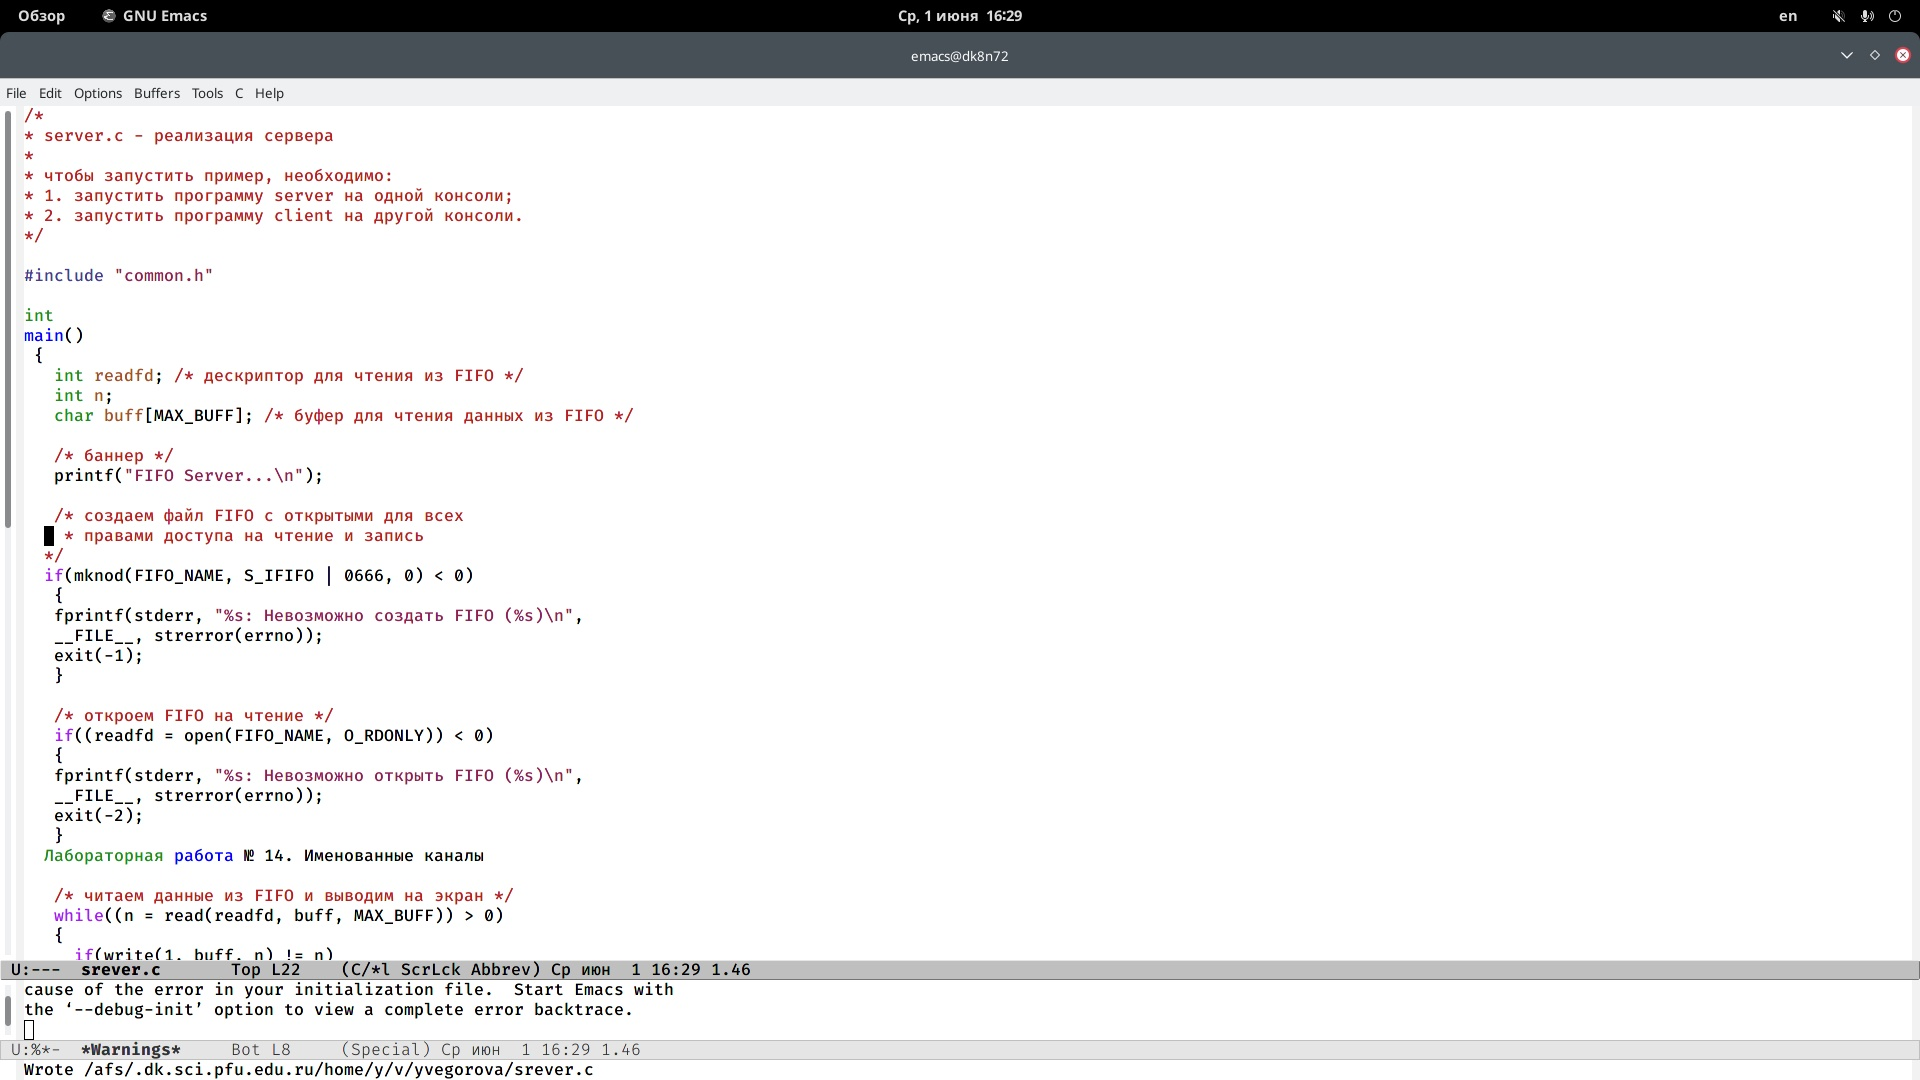 Обзор GNU Emacs Ср, 1 июня 16:29 en
emacs@dk8n72
File Edit Options Buffers Tools C Help
/*
* server.c - реализация сервера
*
* чтобы запустить пример, необходимо:
* 1. запустить программу server на одной консоли;
* 2. запустить программу client на другой консоли.
*/
#include "common.h"
int
main()
{
int readfd; /* дескриптор для чтения из FIFO */
int n;
char buff[MAX_BUFF]; /* буфер для чтения данных из FIFO */
/* баннер */
printf("FIFO Server...\n");
/* создаем файл FIFO с открытыми для всех
* правами доступа на чтение и запись
*/
if(mknod(FIFO_NAME, S_IFIFO | 0666, 0) < 0)
{
fprintf(stderr, "%s: Невозможно создать FIFO (%s)\n",
__FILE__, strerror(errno));
exit(-1);
}
/* откроем FIFO на чтение */
if((readfd = open(FIFO_NAME, O_RDONLY)) < 0)
{
fprintf(stderr, "%s: Невозможно открыть FIFO (%s)\n",
__FILE__, strerror(errno));
exit(-2);
}
Лабораторная работа № 14. Именованные каналы
/* читаем данные из FIFO и выводим на экран */
while((n = read(readfd, buff, MAX_BUFF)) > 0)
{
if(write(1, buff, n) != n)
U:--- srever.c Top L22 (C/*l ScrLck Abbrev) Ср июн 1 16:29 1.46
cause of the error in your initialization file. Start Emacs with
the ‘--debug-init’ option to view a complete error backtrace.
U:%*- *Warnings* Bot L8 (Special) Ср июн 1 16:29 1.46
Wrote /afs/.dk.sci.pfu.edu.ru/home/y/v/yvegorova/srever.c